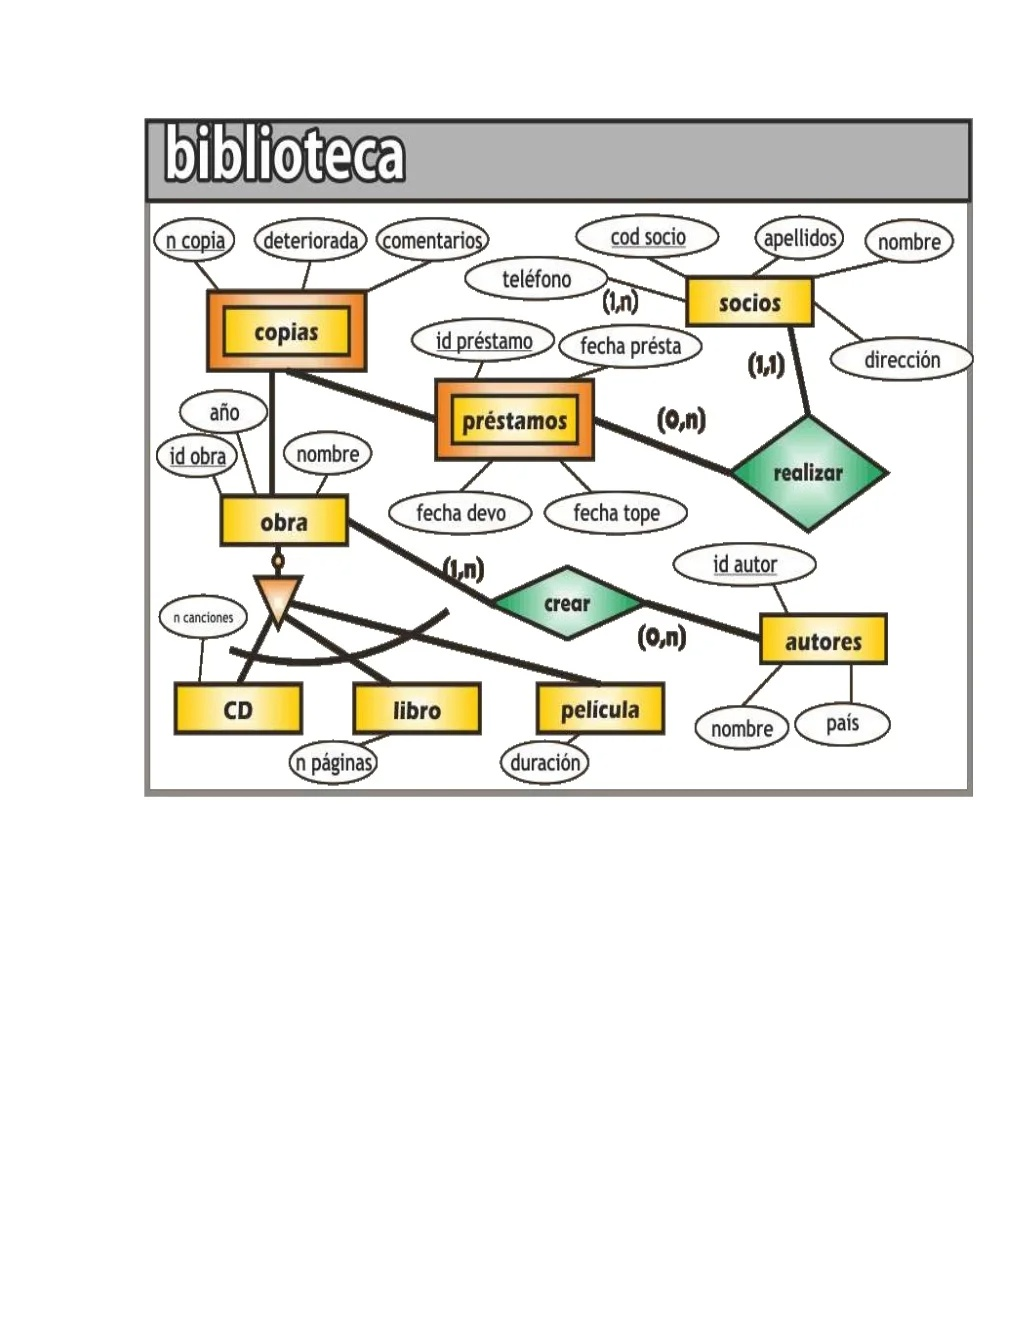 biblioteca
n copia
deteriorada
comentarios
cod socio
apellidos
nombre
teléfono
(1,n)
socios
copias
id préstamo
fecha présta
dirección
(1,1)
año
préstamos
(0,n)
id obra
nombre
realizar
fecha devo
fecha tope
obra
(1,n)
id autor
n canciones
crear
(0,n)
autores
CD
libro
película
nombre
país
n páginas
duración